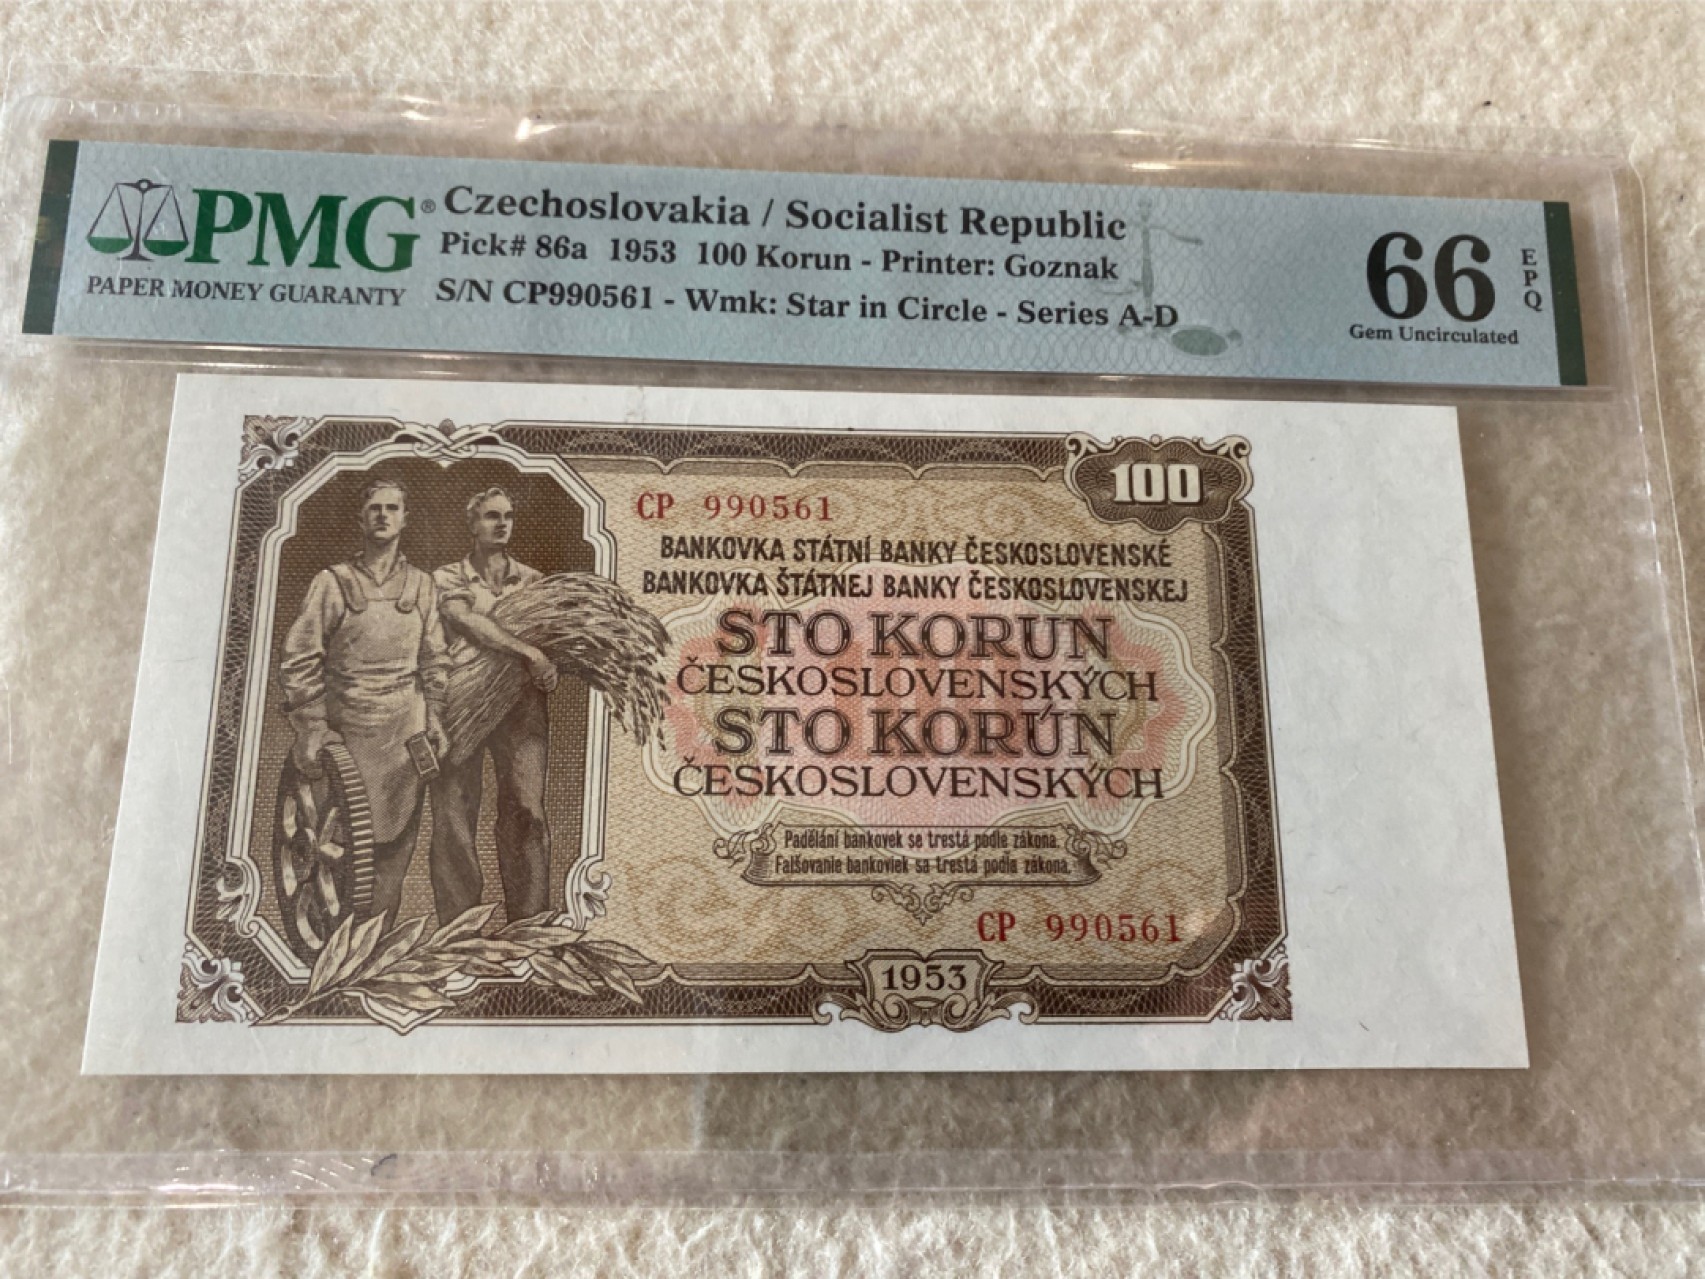 PMG®
PAPER MONEY GUARANTY
Czechoslovakia / Socialist Republic
Pick# 86a 1953 100 Korun - Printer: Goznak
S/N CP990561 - Wmk: Star in Circle - Series A-D
66 EPQ
Gem Uncirculated
100
CP 990561
BANKOVKA STÁTNÍ BANKY ČESKOSLOVENSKÉ
BANKOVKA ŠTÁTNEJ BANKY ČESKOSLOVENSKEJ
STO KORUN
ČESKOSLOVENSKÝCH
STO KORÚN
ČESKOSLOVENSKÝCH
Padělání bankovek se trestá podle zákona.
Falšovanie bankoviek sa trestá podľa zákona.
CP 990561
1953